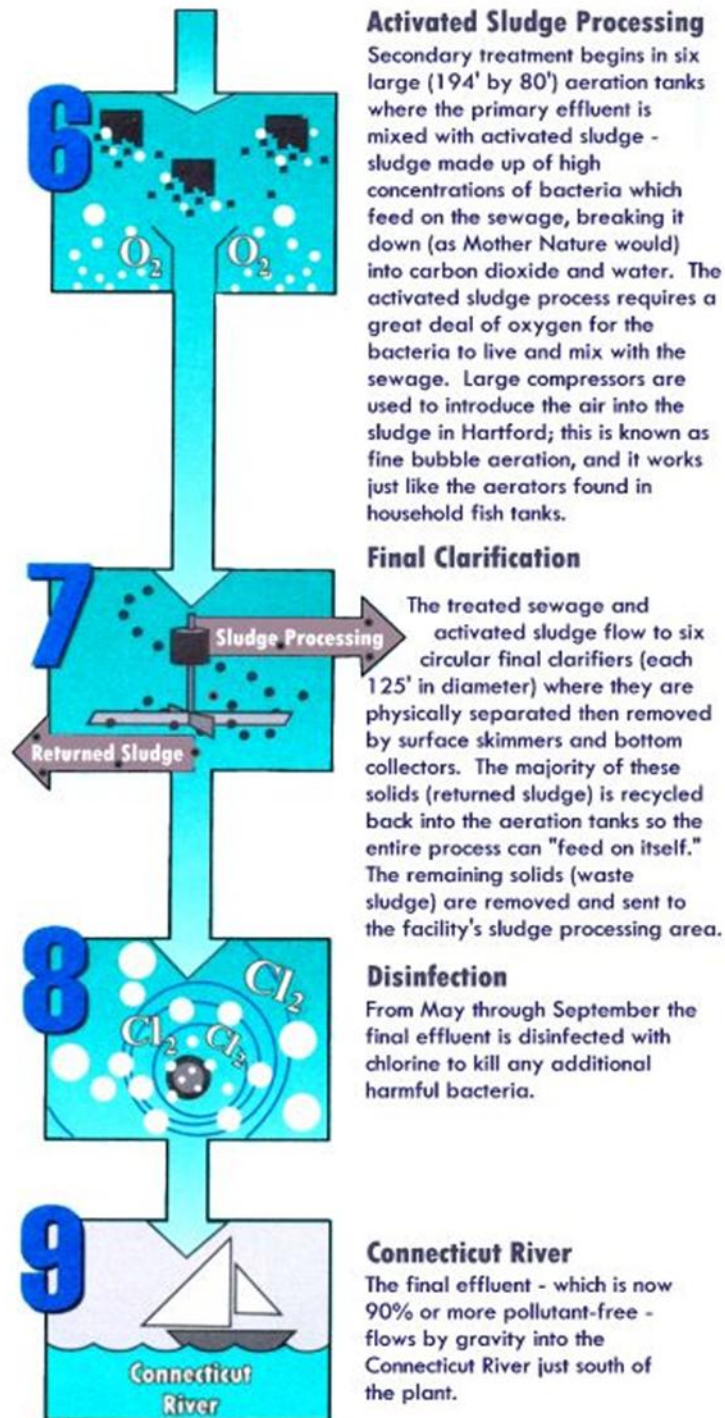 6
Activated Sludge Processing
Secondary treatment begins in six
large (194' by 80') aeration tanks
where the primary effluent is
mixed with activated sludge -
sludge made up of high
concentrations of bacteria which
feed on the sewage, breaking it
down (as Mother Nature would)
into carbon dioxide and water. The
activated sludge process requires a
great deal of oxygen for the
bacteria to live and mix with the
sewage. Large compressors are
used to introduce the air into the
sludge in Hartford; this is known as
fine bubble aeration, and it works
just like the aerators found in
household fish tanks.
O₂ O₂
7
Final Clarification
The treated sewage and
activated sludge flow to six
circular final clarifiers (each
125' in diameter) where they are
physically separated then removed
by surface skimmers and bottom
collectors. The majority of these
solids (returned sludge) is recycled
back into the aeration tanks so the
entire process can "feed on itself."
The remaining solids (waste
sludge) are removed and sent to
the facility's sludge processing area.
Sludge Processing
Returned Sludge
8
Disinfection
From May through September the
final effluent is disinfected with
chlorine to kill any additional
harmful bacteria.
Cl₂
Cl₂ Cl₂
9
Connecticut River
The final effluent - which is now
90% or more pollutant-free -
flows by gravity into the
Connecticut River just south of
the plant.
Connecticut
River